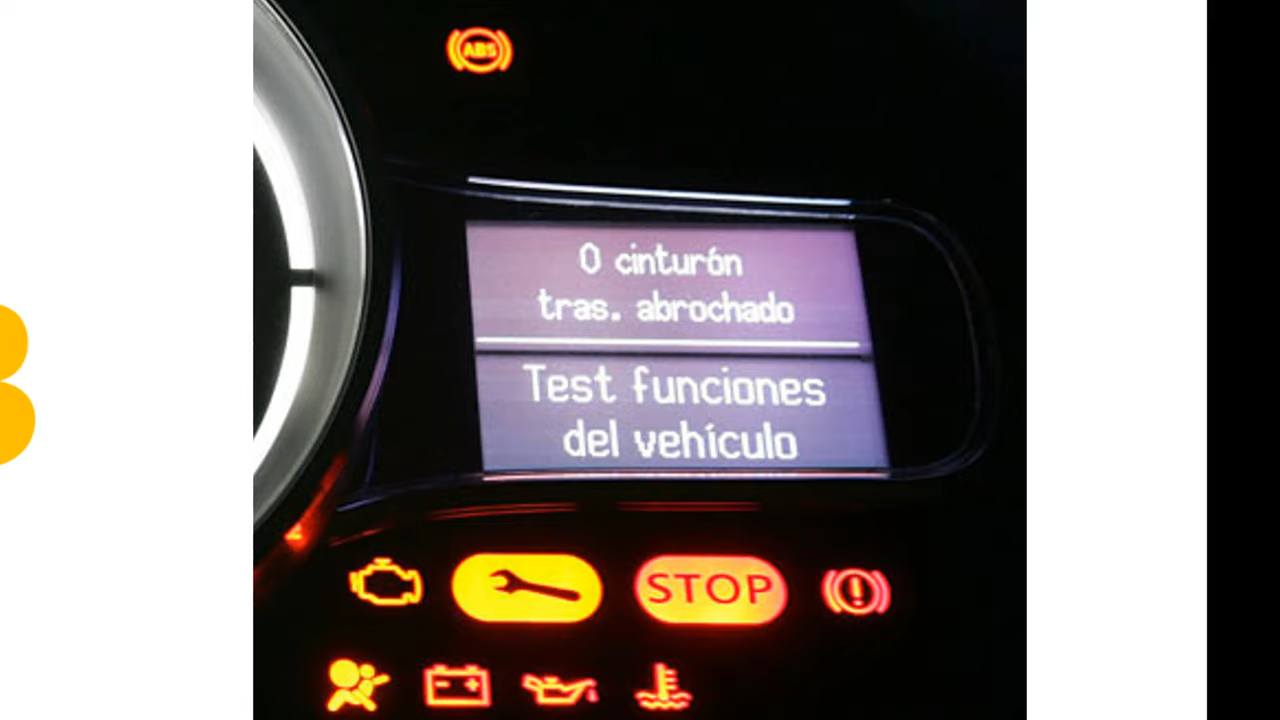 ABS
0 cinturón
tras. abrochado
Test funciones
del vehículo
STOP